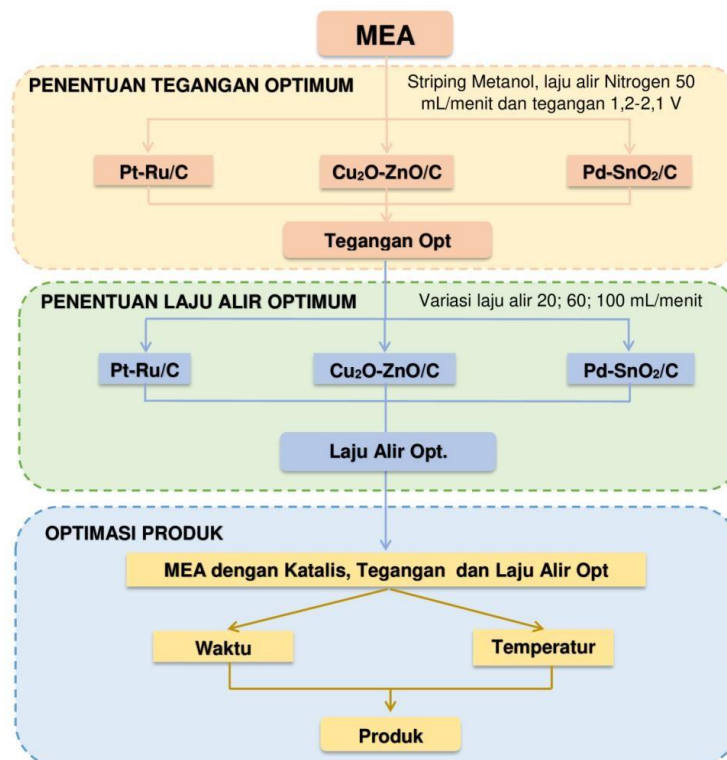 MEA
PENENTUAN TEGANGAN OPTIMUM
Striping Metanol, laju alir Nitrogen 50
mL/menit dan tegangan 1,2-2,1 V
Pt-Ru/C
Cu₂O-ZnO/C
Pd-SnO₂/C
Tegangan Opt
PENENTUAN LAJU ALIR OPTIMUM
Variasi laju alir 20; 60; 100 mL/menit
Pt-Ru/C
Cu₂O-ZnO/C
Pd-SnO₂/C
Laju Alir Opt.
OPTIMASI PRODUK
MEA dengan Katalis, Tegangan dan Laju Alir Opt
Waktu
Temperatur
Produk